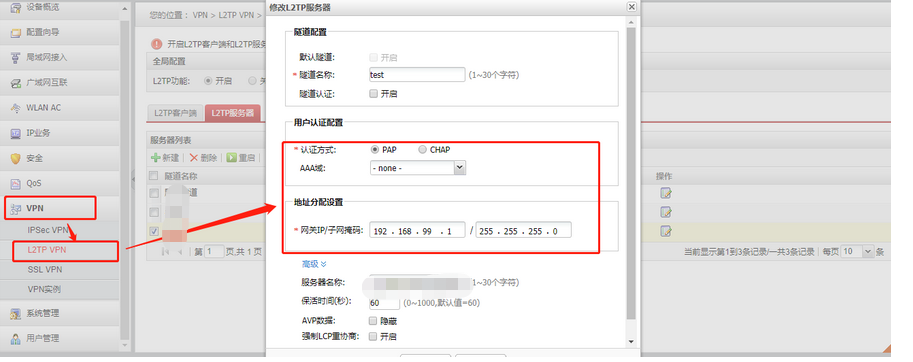 设备概览
配置向导
局域网接入
广域网互联
WLAN AC
IP业务
安全
QoS
VPN
IPSec VPN
L2TP VPN
SSL VPN
VPN实例
系统管理
用户管理
您的位置： VPN > L2TP VPN >
开启L2TP客户端和L2TP服务
全局配置
L2TP功能: 开启
L2TP客户端 L2TP服务器
服务器列表
新建 删除 重启
隧道名称
道
第 1 页,共 1 页
操作
当前显示第1到3条记录/一共3条记录 每页 10 条
修改L2TP服务器
隧道配置
默认隧道: 开启
* 隧道名称: test (1~30个字符)
隧道认证: 开启
用户认证配置
* 认证方式: PAP CHAP
AAA域: - none -
地址分配设置
* 网关IP/子网掩码: 192 . 168 . 99 . 1 / 255 . 255 . 255 . 0
高级
服务器名称: 1~30个字符)
保活时间(秒): 60 (0~1000,默认值=60)
AVP数据: 隐藏
强制LCP重协商: 开启